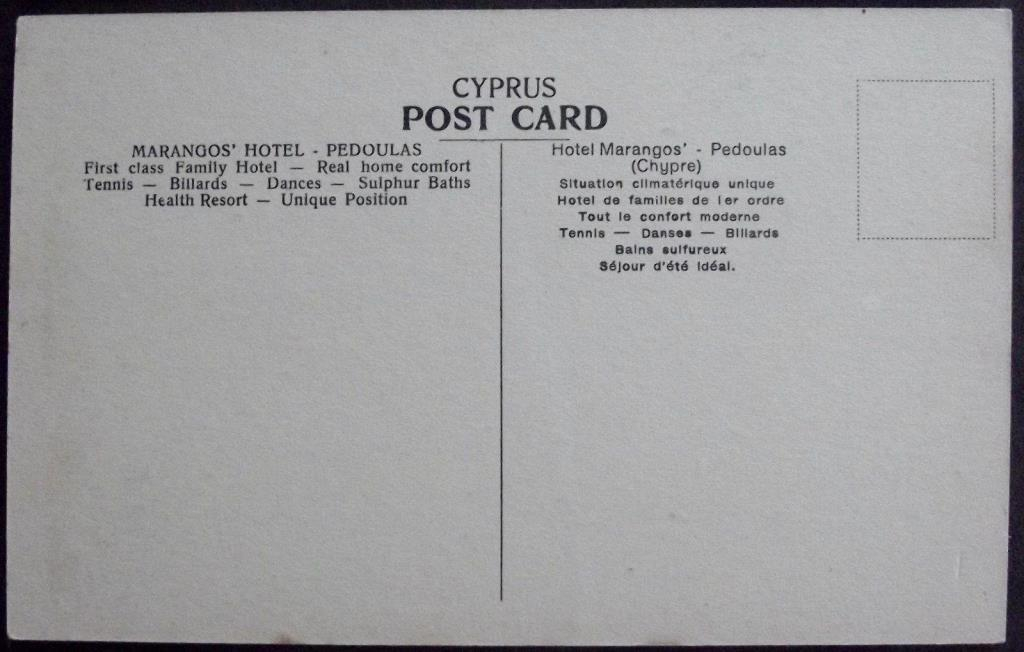 CYPRUS
POST CARD
MARANGOS' HOTEL - PEDOULAS
First class Family Hotel — Real home comfort
Tennis — Billards — Dances — Sulphur Baths
Health Resort — Unique Position
Hotel Marangos' - Pedoulas
(Chypre)
Situation climatérique unique
Hotel de familles de 1er ordre
Tout le confort moderne
Tennis — Danses — Billards
Bains sulfureux
Séjour d'été idéal.